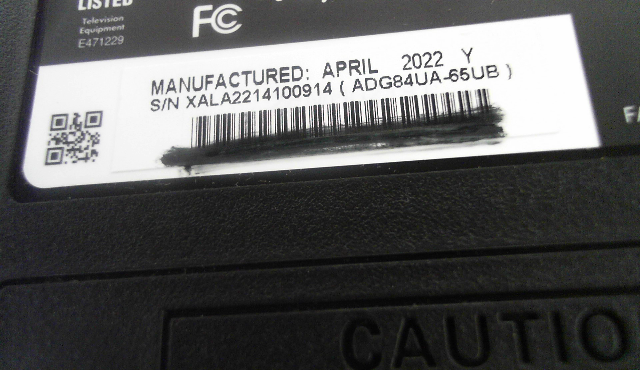 LISTED
Television
Equipment
E471229
FC
MANUFACTURED: APRIL 2022 Y
S/N XALA2214100914 ( ADG84UA-65UB )
CAUTIO